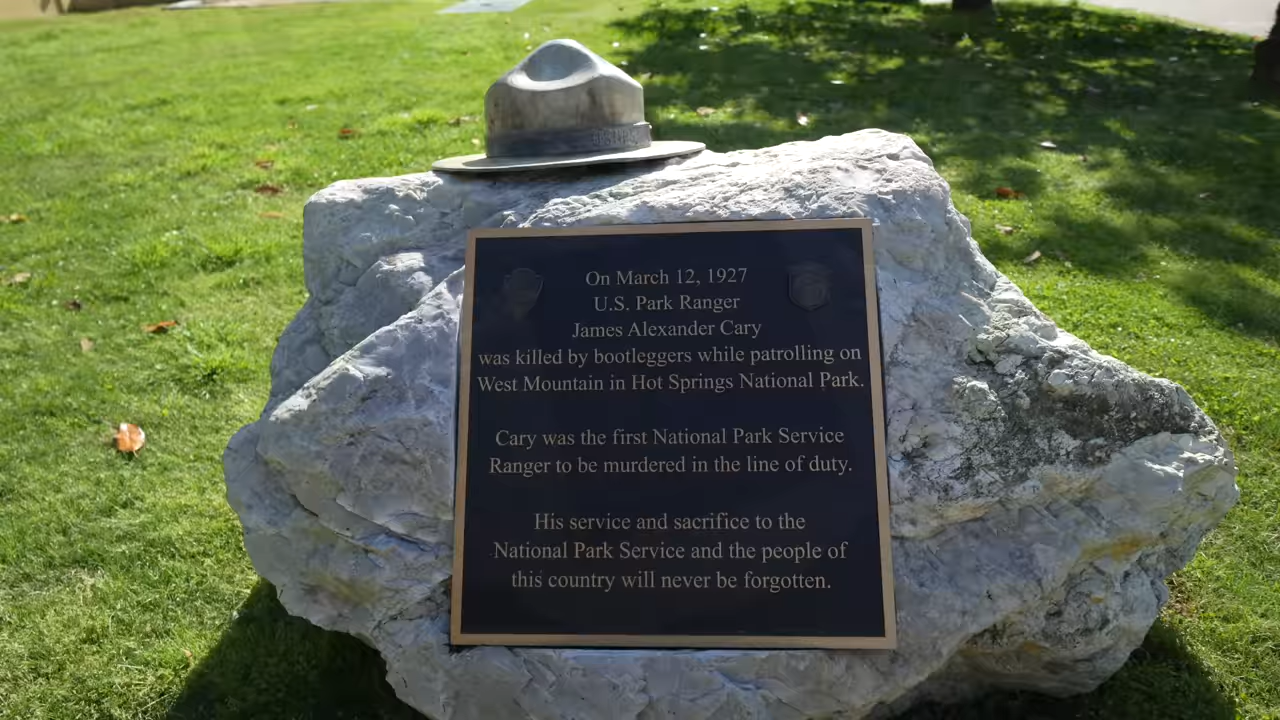 On March 12, 1927
U.S. Park Ranger
James Alexander Cary
was killed by bootleggers while patrolling on
West Mountain in Hot Springs National Park.
Cary was the first National Park Service
Ranger to be murdered in the line of duty.
His service and sacrifice to the
National Park Service and the people of
this country will never be forgotten.